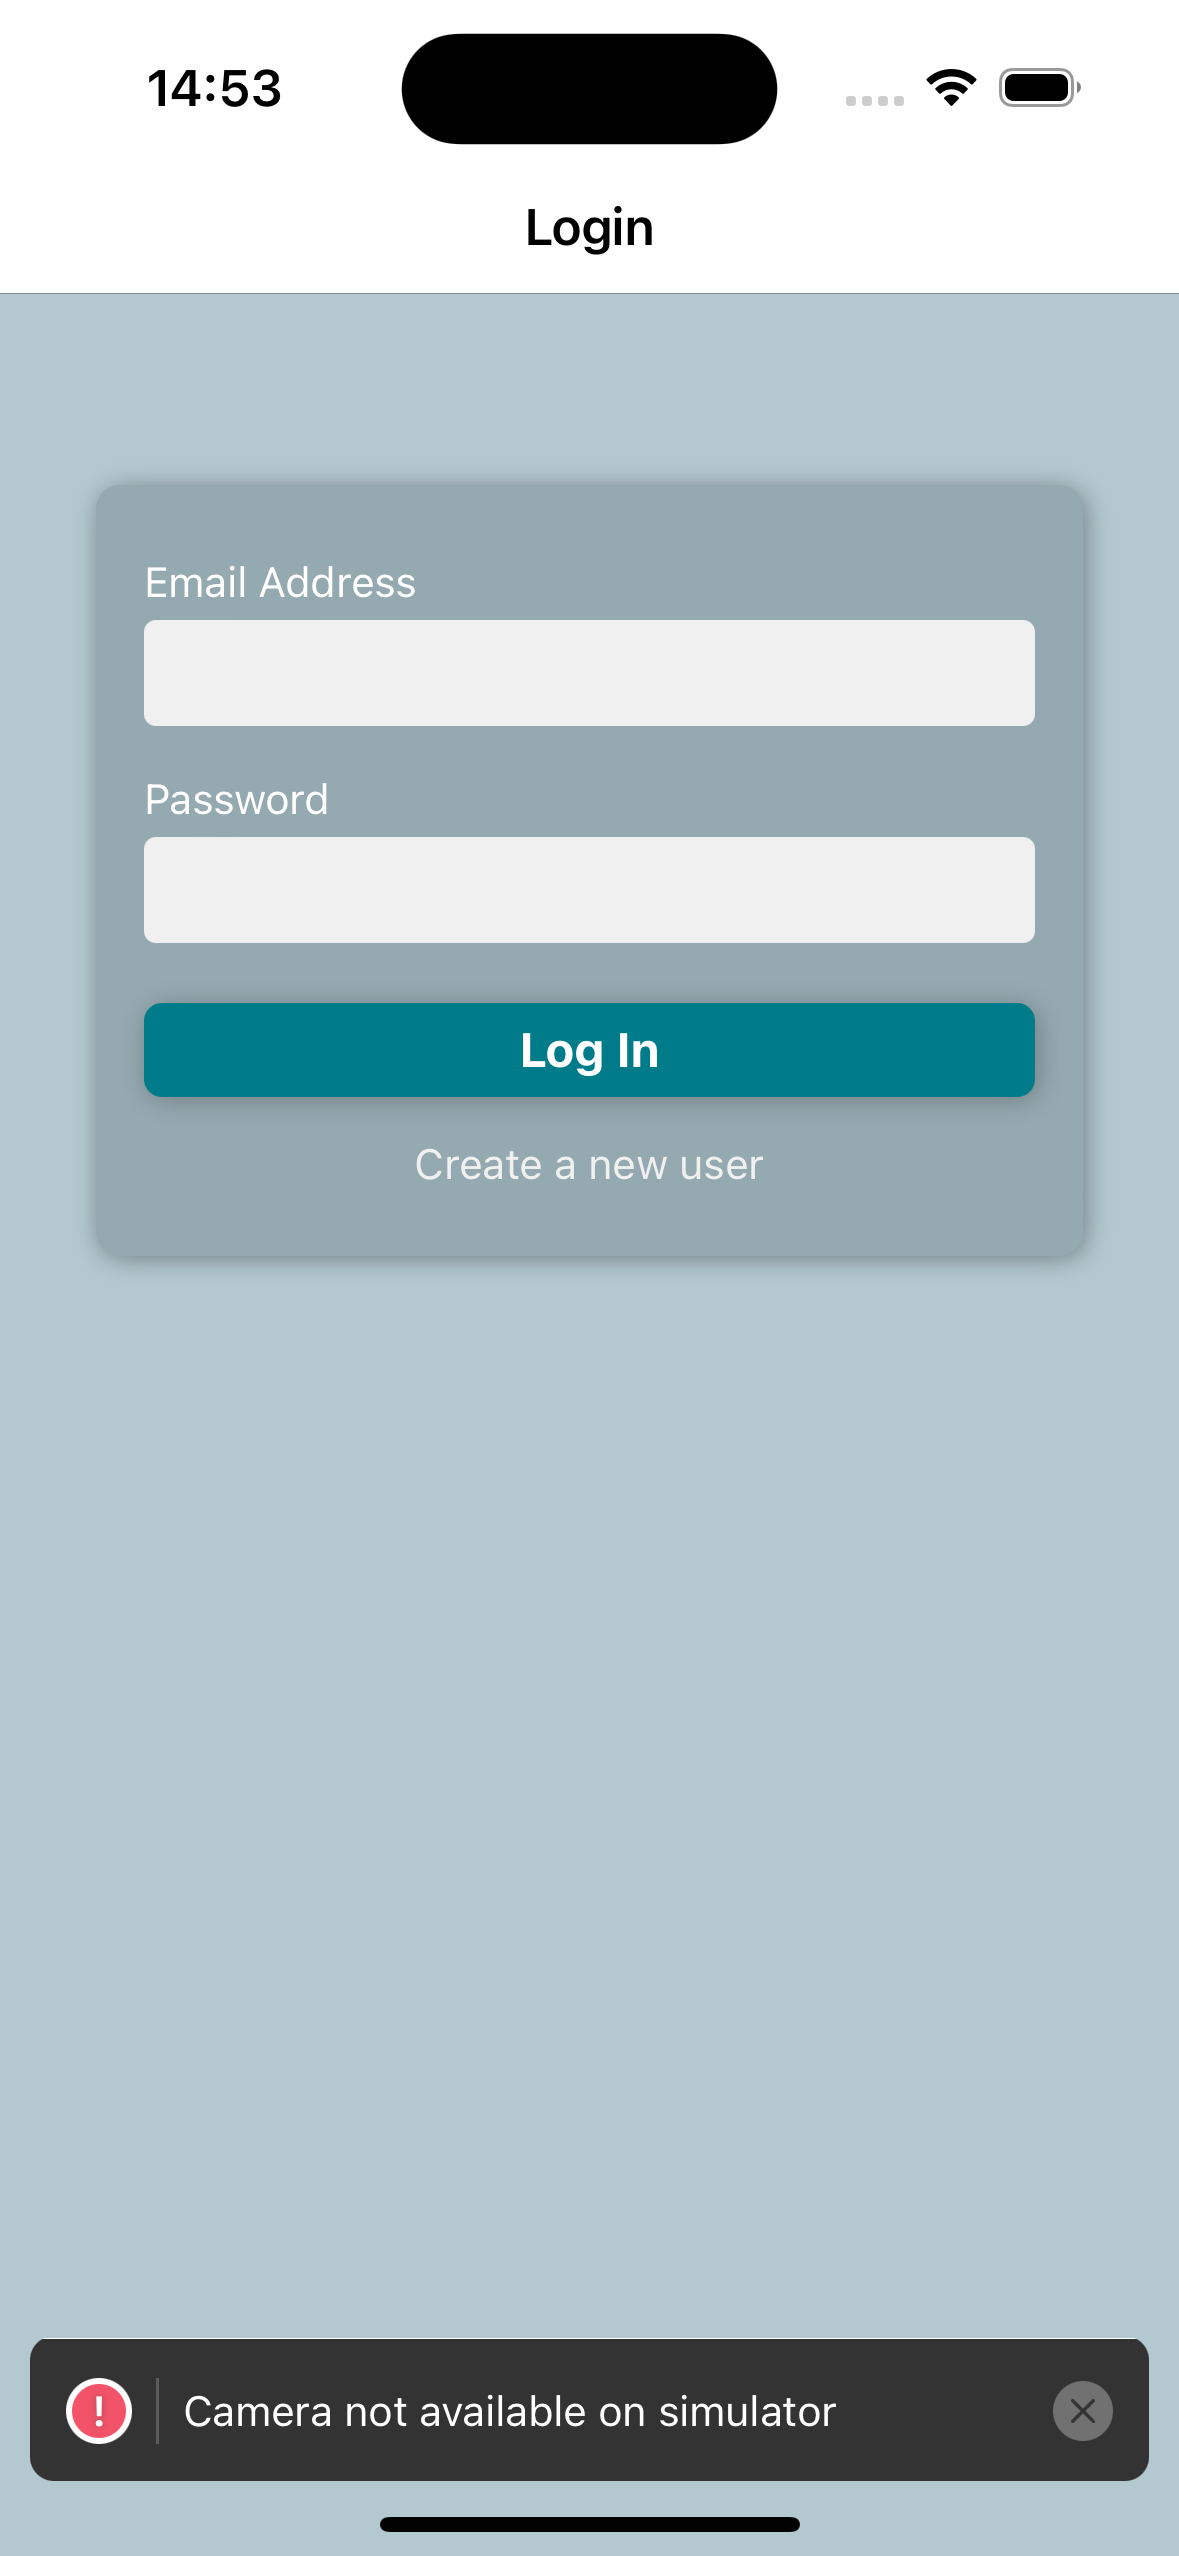 14:53
Login
Email Address
Password
Log In
Create a new user
Camera not available on simulator